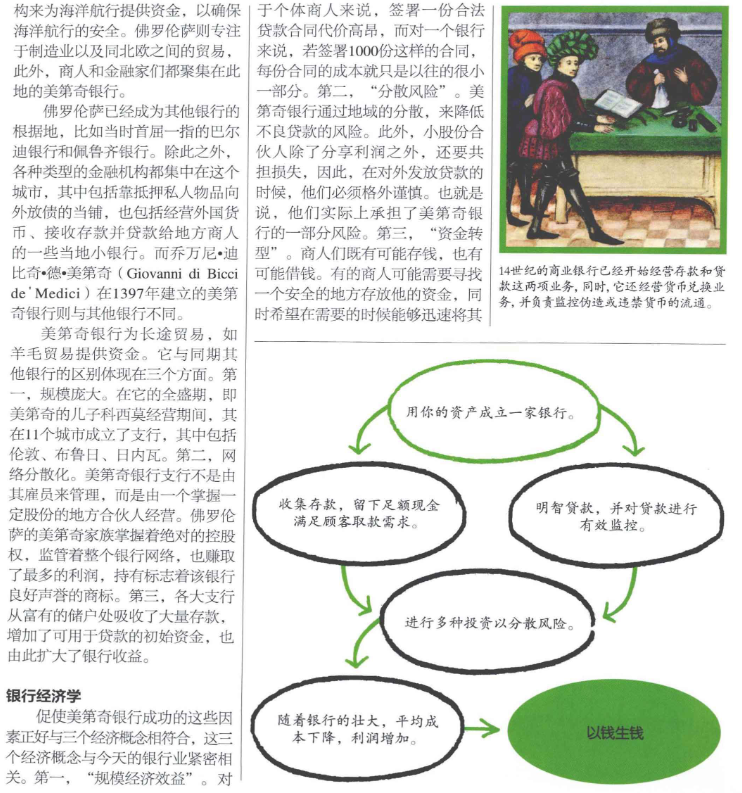 构来为海洋航行提供资金，以确保
海洋航行的安全。佛罗伦萨则专注
于制造业以及同北欧之间的贸易，
此外，商人和金融家们都聚集在此
地的美第奇银行。
佛罗伦萨已经成为其他银行的
根据地，比如当时首屈一指的巴尔
迪银行和佩鲁齐银行。除此之外，
各种类型的金融机构都集中在这个
城市，其中包括靠抵押私人物品向
外放债的当铺，也包括经营外国货
币、接收存款并贷款给地方商人
的一些当地小银行。而乔万尼•迪
比奇•德•美第奇（Giovanni di Bicci
de' Medici）在1397年建立的美第
奇银行则与其他银行不同。
美第奇银行为长途贸易，如
羊毛贸易提供资金。它与同期其
他银行的区别体现在三个方面。第
一，规模庞大。在它的全盛期，即
美第奇的儿子科西莫经营期间，其
在11个城市成立了支行，其中包括
伦敦、布鲁日、日内瓦。第二，网
络分散化。美第奇银行支行不是由
其雇员来管理，而是由一个掌握一
定股份的地方合伙人经营。佛罗伦
萨的美第奇家族掌握着绝对的控股
权，监管着整个银行网络，也赚取
了最多的利润，持有标志着该银行
良好声誉的商标。第三，各大支行
从富有的储户处吸收了大量存款，
增加了可用于贷款的初始资金，也
由此扩大了银行收益。
银行经济学
促使美第奇银行成功的这些因
素正好与三个经济概念相符合，这三
个经济概念与今天的银行业紧密相
关。第一，“规模经济效益”。对
于个体商人来说，签署一份合法
贷款合同代价高昂，而对一个银行
来说，若签署1000份这样的合同，
每份合同的成本就只是以往的很小
一部分。第二，“分散风险”。美
第奇银行通过地域的分散，来降低
不良贷款的风险。此外，小股份合
伙人除了分享利润之外，还要共
担损失，因此，在对外发放贷款的
时候，他们必须格外谨慎。也就是
说，他们实际上承担了美第奇银
行的一部分风险。第三，“资金转
型”。商人们既有可能存钱，也有
可能借钱。有的商人可能需要寻找
一个安全的地方存放他的资金，同
时希望在需要的时候能够迅速将其
14世纪的商业银行已经开始经营存款和贷
款这两项业务，同时，它还经营货币兑换业
务，并负责监控伪造或违禁货币的流通。
用你的资产成立一家银行。
收集存款，留下足额现金
满足顾客取款需求。
明智贷款，并对贷款进行
有效监控。
进行多种投资以分散风险。
随着银行的壮大，平均成
本下降，利润增加。
以钱生钱